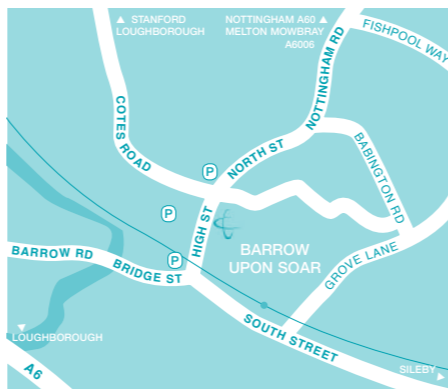 ▲ STANFORD
LOUGHBOROUGH
NOTTINGHAM A60 ▲
MELTON MOWBRAY
A6006
FISHPOOL WAY
NOTTINGHAM RD
COTES ROAD
NORTH ST
BABINGTON RD
P
P
HIGH ST
BARROW
UPON SOAR
GROVE LANE
BARROW RD
BRIDGE ST
P
SOUTH STREET
LOUGHBOROUGH
A6
SILEBY